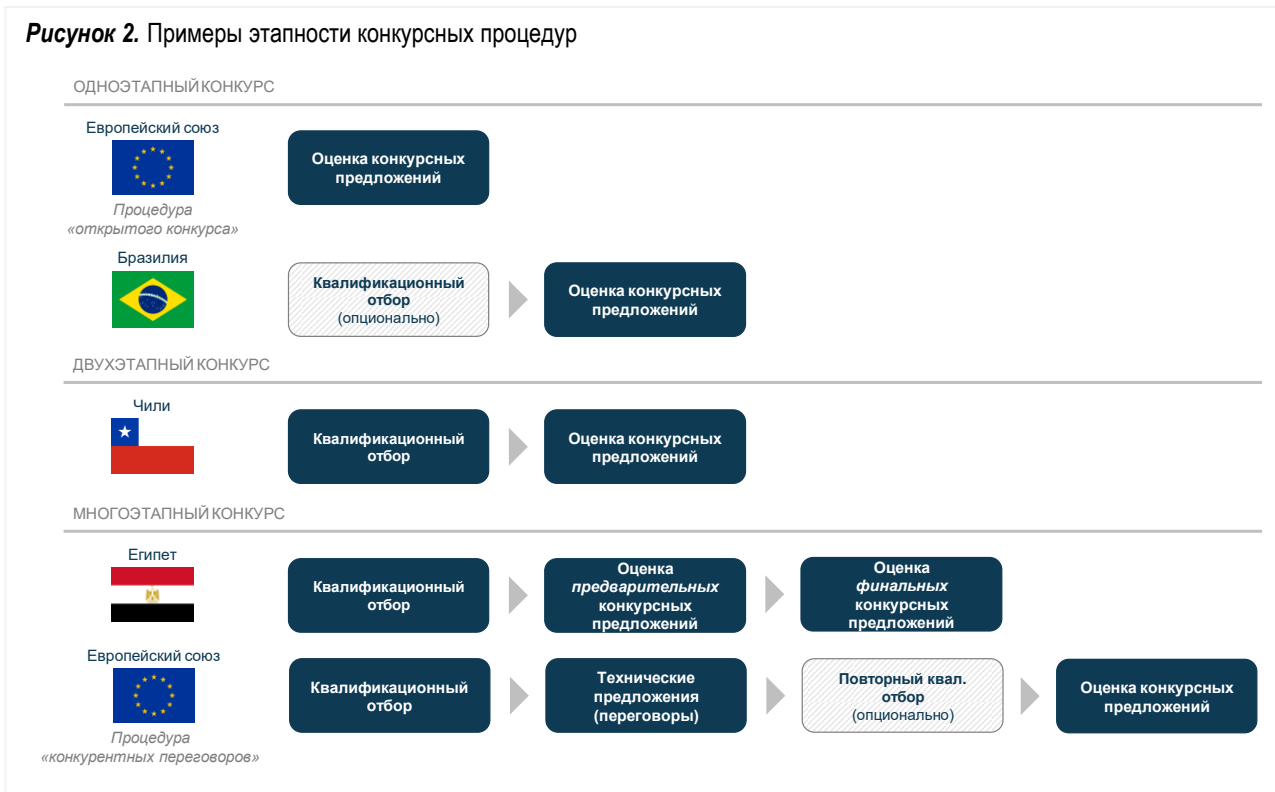 Рисунок 2. Примеры этапности конкурсных процедур
ОДНОЭТАПНЫЙ КОНКУРС
Европейский союз
Процедура
«открытого конкурса»
Оценка конкурсных
предложений
Бразилия
Квалификационный
отбор
(опционально)
Оценка конкурсных
предложений
ДВУХЭТАПНЫЙ КОНКУРС
Чили
Квалификационный
отбор
Оценка конкурсных
предложений
МНОГОЭТАПНЫЙ КОНКУРС
Египет
Квалификационный
отбор
Оценка
предварительных
конкурсных
предложений
Оценка
финальных
конкурсных
предложений
Европейский союз
Процедура
«конкурентных переговоров»
Квалификационный
отбор
Технические
предложения
(переговоры)
Повторный квал.
отбор
(опционально)
Оценка конкурсных
предложений